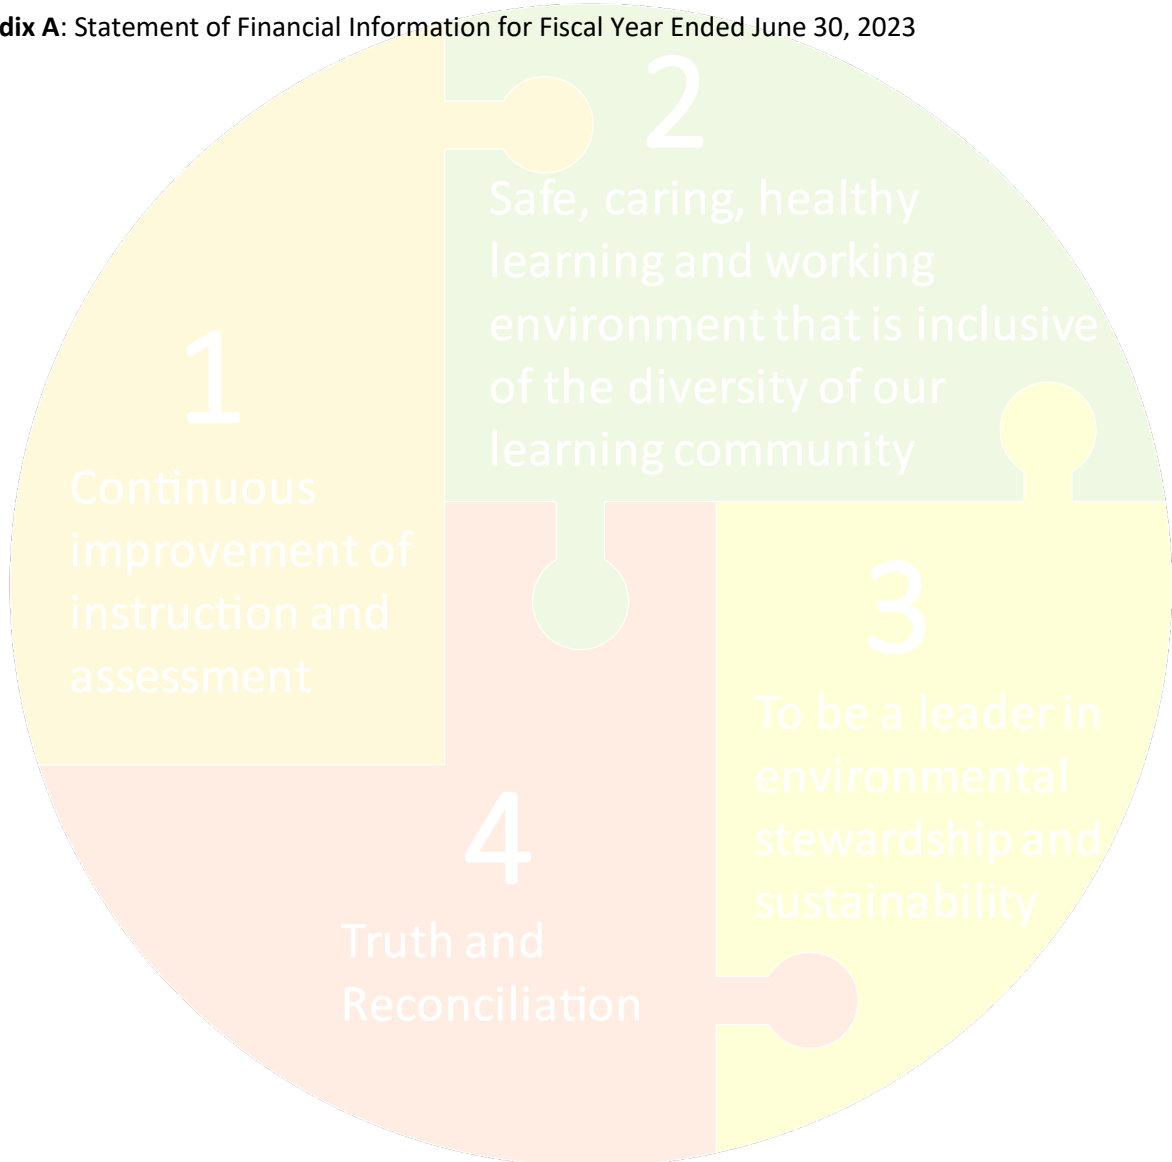 dix A: Statement of Financial Information for Fiscal Year Ended June 30, 2023
1
Continuous
improvement of
instruction and
assessment
2
Safe, caring, healthy
learning and working
environment that is inclusive
of the diversity of our
learning community
3
To be a leader in
environmental
stewardship and
sustainability
4
Truth and
Reconciliation